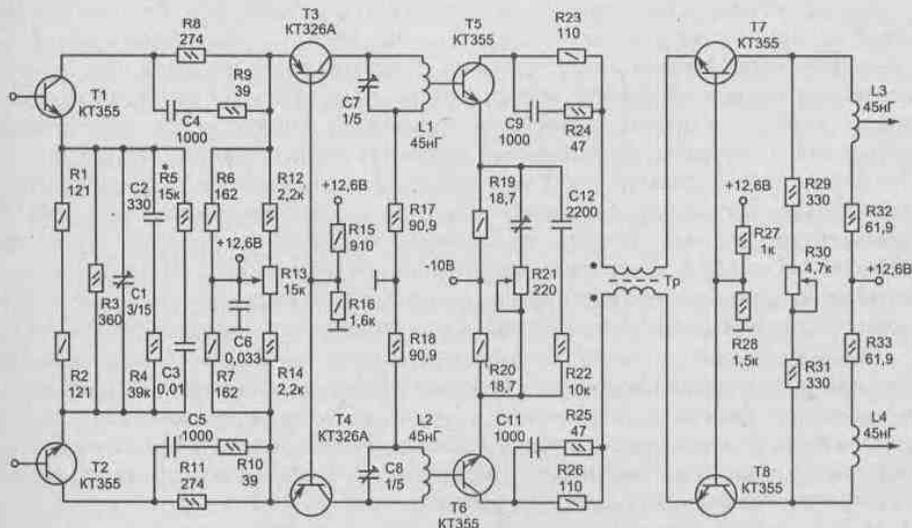 R8
274
T3
КТ326А
T5
КТ355
R23
110
T7
КТ355
T1
КТ355
R9
39
C4
1000
C7
1/5
L1
45нГ
C9
1000
R24
47
L3
45нГ
R1
121
C2
330
R5
15к
R6
162
R12
2,2к
+12,6В
R15
910
R17
90,9
R19
18,7
C12
2200
+12,6В
R27
1к
R29
330
R32
61,9
+12,6В
R13
15к
-10В
R21
220
Тр
R30
4,7к
+12,6В
R3
360
C1
3/15
C6
0,033
R16
1,6к
R18
90,9
R28
1,5к
R33
61,9
R2
121
R4
39к
C3
0,01
R7
162
R14
2,2к
R20
18,7
R22
10к
R31
330
C5
1000
T4
КТ326А
L2
45нГ
C11
1000
R25
47
L4
45нГ
T2
КТ355
R11
274
R10
39
C8
1/5
T6
КТ355
R26
110
T8
КТ355